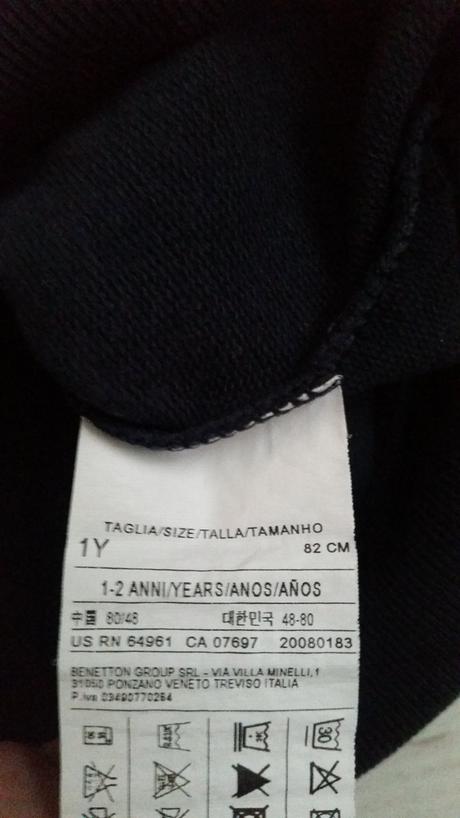 TAGLIA/SIZE/TALLA/TAMANHO
1Y 82 CM
1-2 ANNI/YEARS/ANOS/AÑOS
中國 80/48 대한민국 48-80
US RN 64961 CA 07697 20080183
BENETTON GROUP SRL - VIA VILLA MINELLI,1
31050 PONZANO VENETO TREVISO ITALIA
P.Iva 03490770264
30